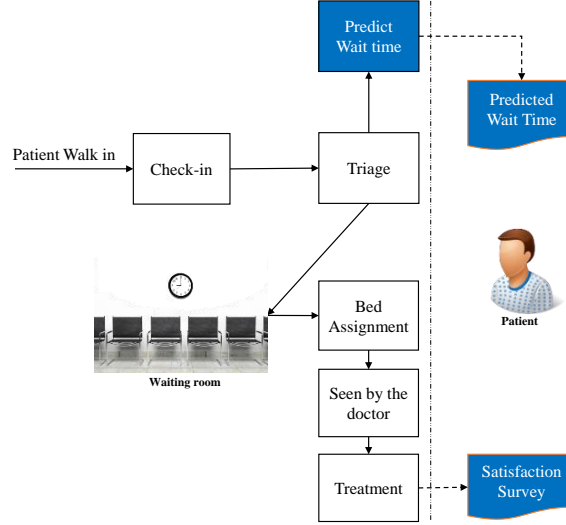 Predict
Wait time
Predicted
Wait Time
Patient Walk in
Check-in
Triage
Bed
Assignment
Patient
Waiting room
Seen by the
doctor
Treatment
Satisfaction
Survey